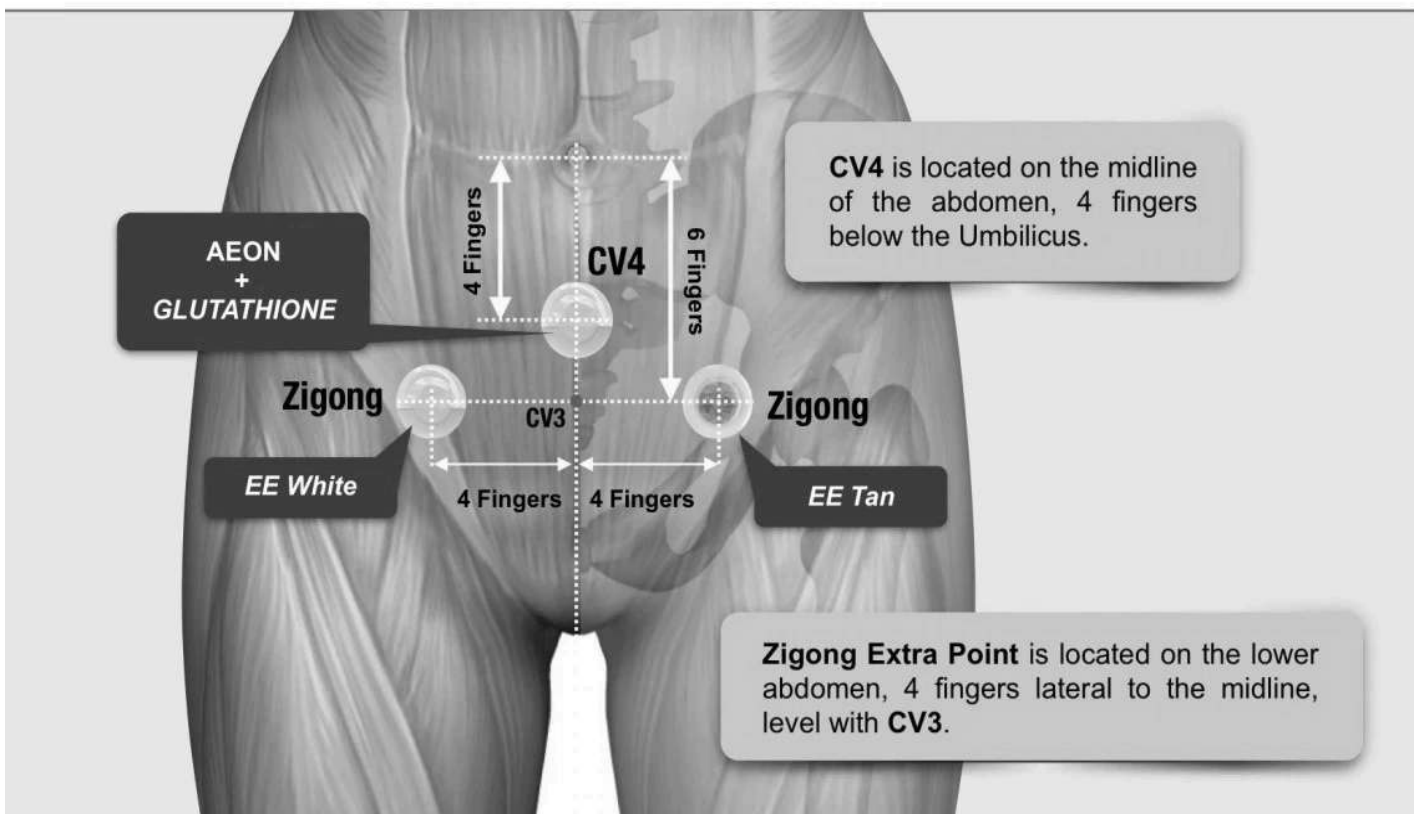 CV4 is located on the midline
of the abdomen, 4 fingers
below the Umbilicus.
4 Fingers
6 Fingers
CV4
AEON
+
GLUTATHIONE
Zigong
CV3
Zigong
EE White
4 Fingers
4 Fingers
EE Tan
Zigong Extra Point is located on the lower
abdomen, 4 fingers lateral to the midline,
level with CV3.